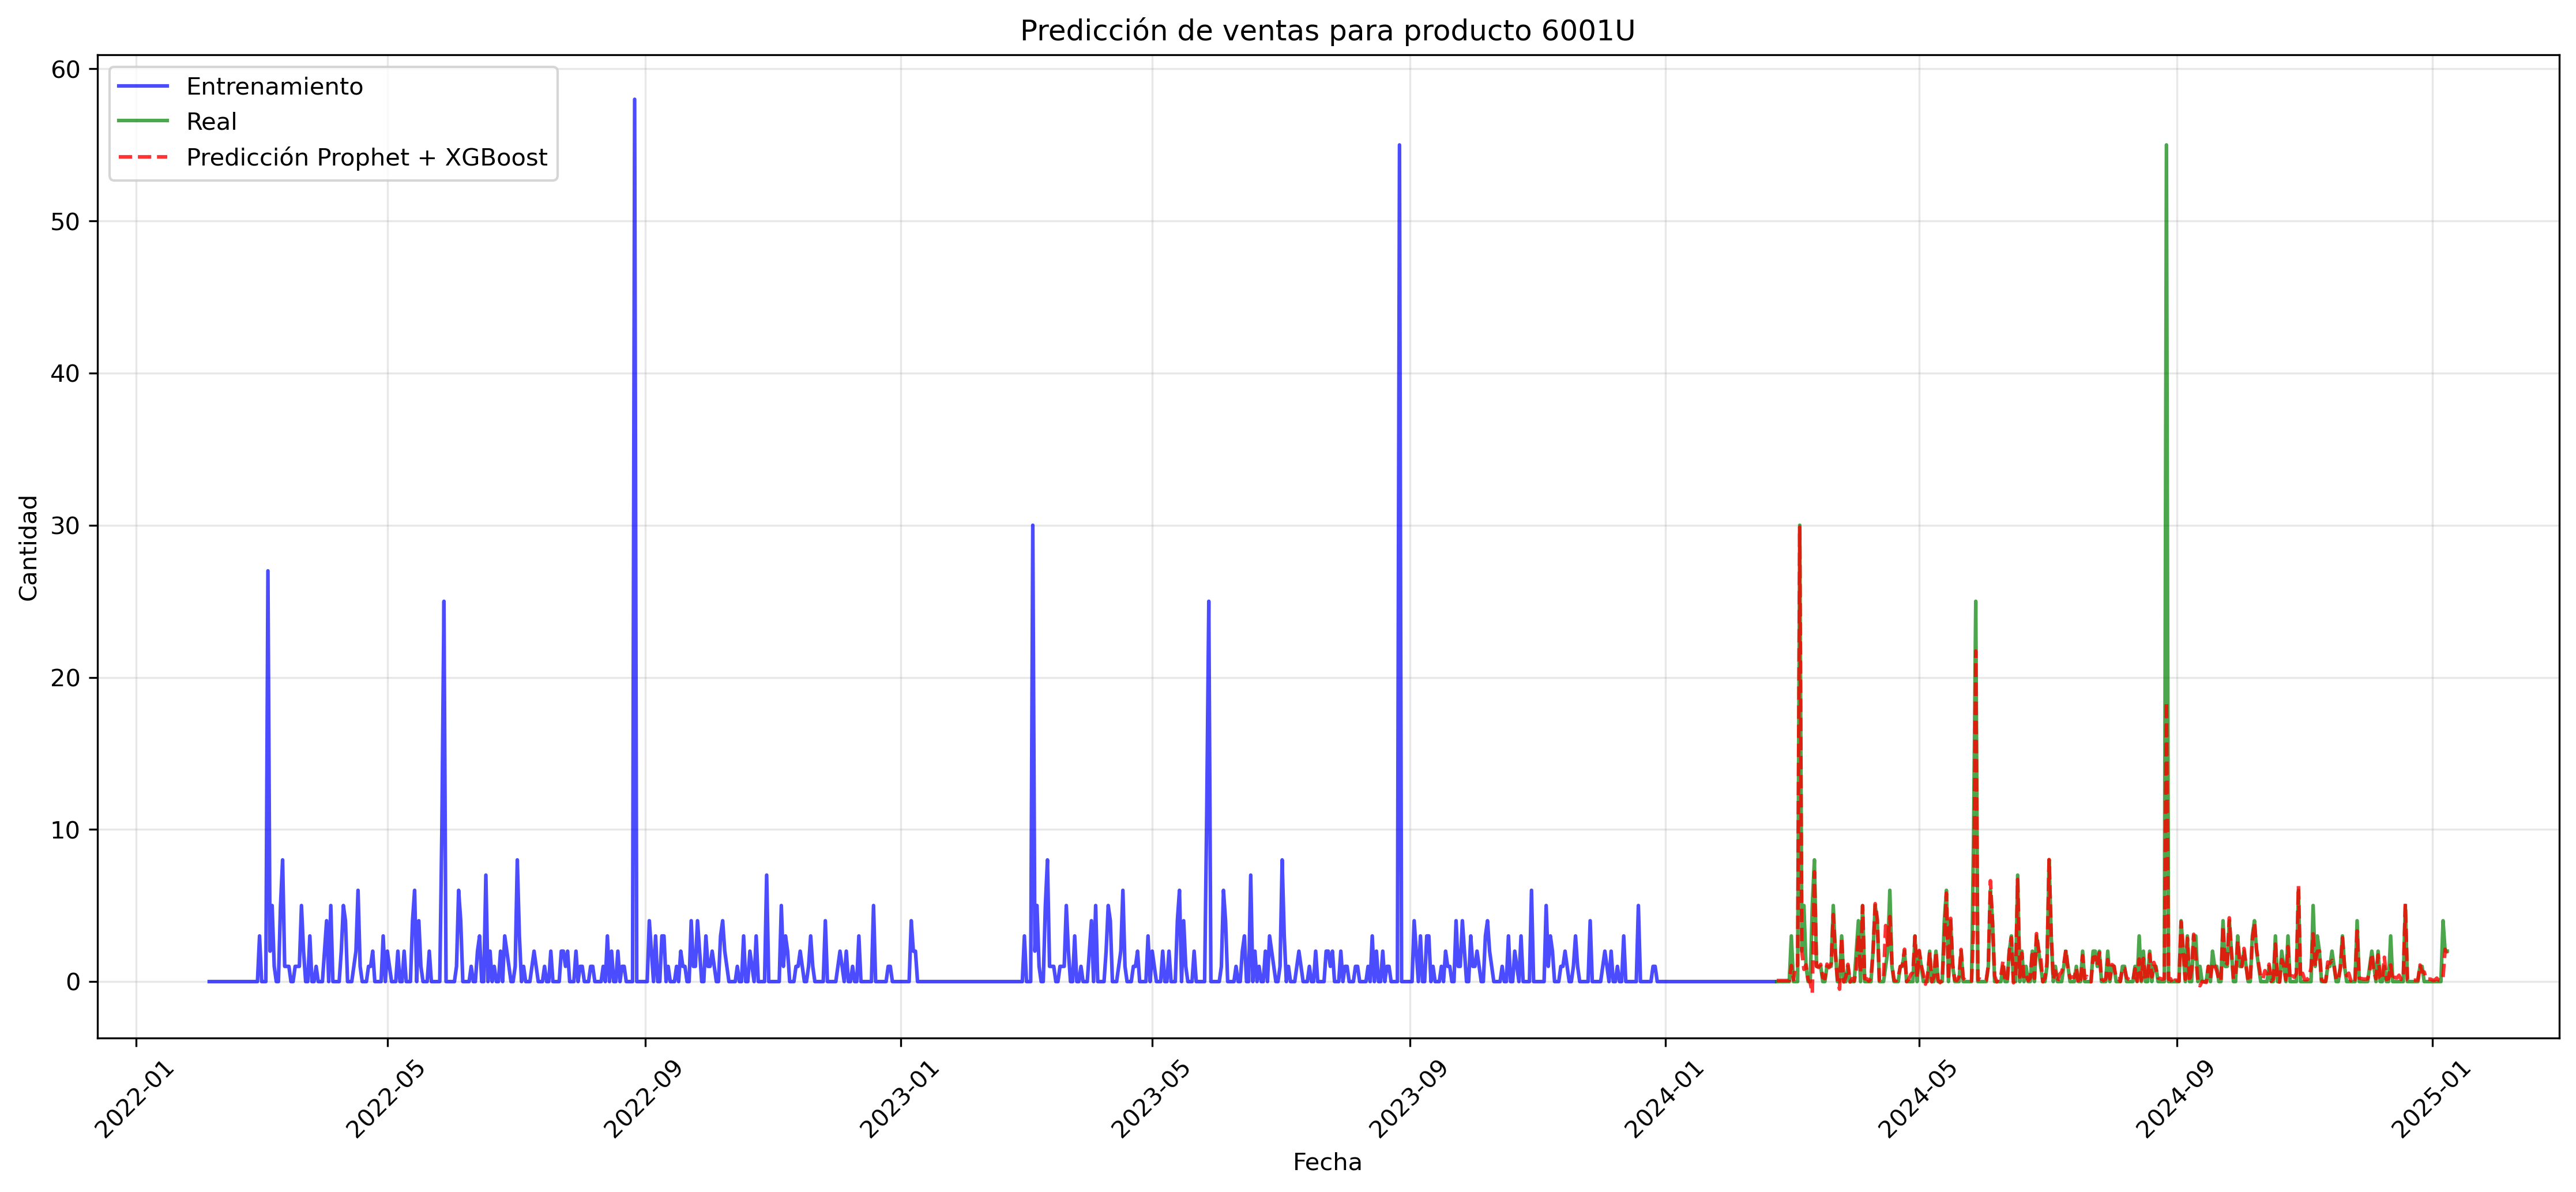 Predicción de ventas para producto 6001U
Entrenamiento
Real
Predicción Prophet + XGBoost
60
50
40
30
20
10
0
Cantidad
2022-01
2022-05
2022-09
2023-01
2023-05
2023-09
2024-01
2024-05
2024-09
2025-01
Fecha